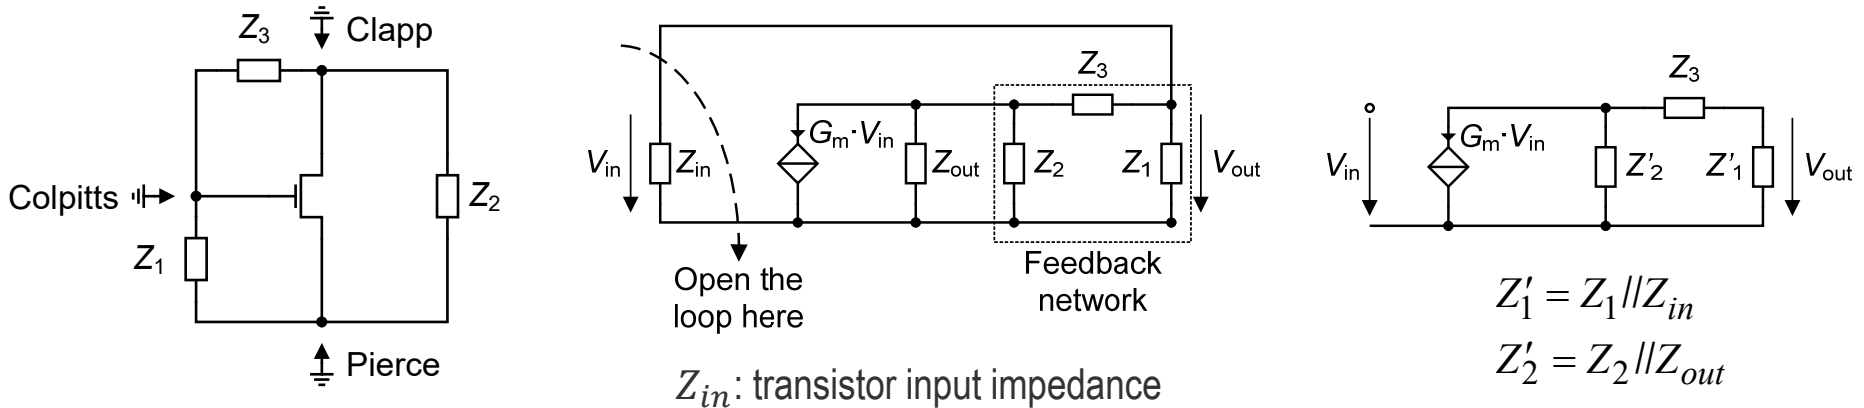 Z3
Clapp
Colpitts
Z1
Z2
Pierce
Vin
Zin
Gm·Vin
Zout
Z2
Z3
Z1
Vout
Open the
loop here
Feedback
network
Zin: transistor input impedance
Vin
Gm·Vin
Z'2
Z3
Z'1
Vout
Z′1 = Z1//Zin
Z′2 = Z2//Zout